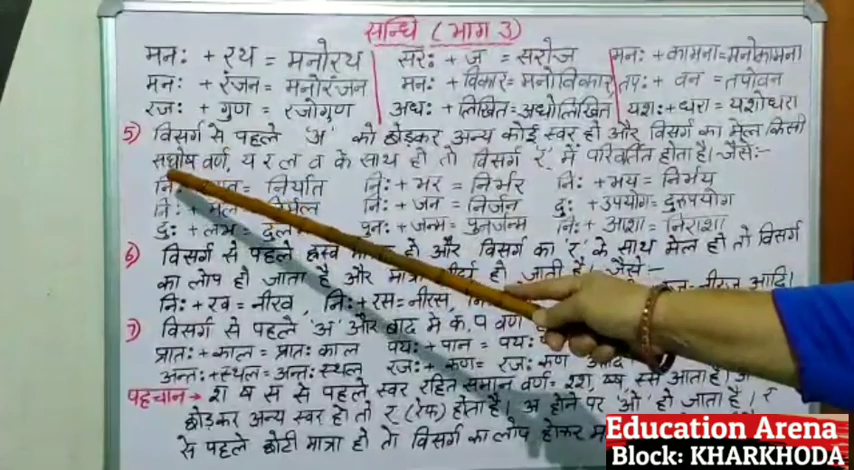 सन्धि (भाग 3)
मनः + रथ = मनोरथ सरः + ज = सरोज मनः + कामना = मनोकामना
मनः + रंजन = मनोरंजन मनः + विकार = मनोविकार तपः + वन = तपोवन
रजः + गुण = रजोगुण अधः + लिखित = अधोलिखित यशः + धरा = यशोधरा
5) विसर्ग से पहले 'अ' को छोड़कर अन्य कोई स्वर हो और विसर्ग का मेल किसी
सघोष वर्ण, य र ल व के साथ हो तो विसर्ग 'र्' में परिवर्तित होता है। जैसे:-
निः = निर्यात निः + भर = निर्भर निः + भय = निर्भय
निः + निः + जन = निर्जन दुः + उपयोग = दुरुपयोग
दुः + लभ = पुनः + जन्म = पुनर्जन्म निः + आशा = निराशा
6) विसर्ग से पहले ह्रस्व हो और विसर्ग का 'र' के साथ मेल हो तो विसर्ग
का लोप हो जाता है और मात्रा हो जाती है। जैसे:-
निः + रव = नीरव, निः + रस = नीरस, = नीरज आदि।
7) विसर्ग से पहले 'अ' और बाद मे क, प वर्ण
प्रातः + काल = प्रातः काल पयः + पान = पयः
अन्तः + स्थल = अन्तः स्थल रजः + कण = रजः कण
पहचान → श ष स से पहले स्वर रहित समान वर्ण = श्श, ष्ष, स्स आता है।
छोड़कर अन्य स्वर हो तो र् (रेफ) होता है। अ होने पर 'ओ' हो जाता है।
से पहले छोटी मात्रा हो तो विसर्ग का लोप होकर
Education Arena
Block: KHARKHODA